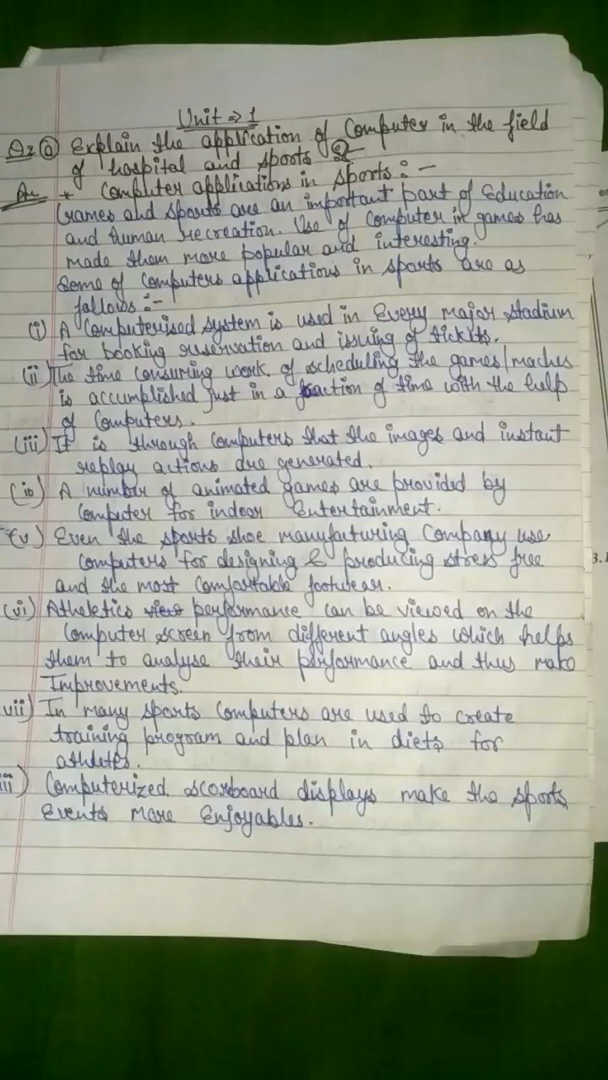 Unit => 1
Q2 @ Explain the application of Computer in the field
of hospital and sports
An * Computer applications in sports :-
Games and sports are an important part of Education
and human recreation. Use of Computer in games has
made them more popular and interesting.
Some of Computers applications in sports are as
fallows :-
(i) A Computerised system is used in Every major stadium
for booking reservation and issuing of tickits.
(ii The time consuming work of scheduling the games/maches
is accomplished just in a fraction of time with the help
of Computers.
(iii) It is through Computers that the images and instant
replay actions due generated.
(iv) A number of animated games are provided by
Computer for indoor Entertainment.
(v) Even the sports shoe manufacturing Company use
Computers for designing & producing stress free
and the most Comfortable footwear.
(vi) Atheletics view performance can be viewed on the
Computer screen from different angles which helps
them to analyse their performance and thus make
Improvements.
vii) In many sports Computers are used to create
training program and plan in diets for
athletes.
iii) Computerized scoreboard displays make the sports
Events more Enjoyables.
3.